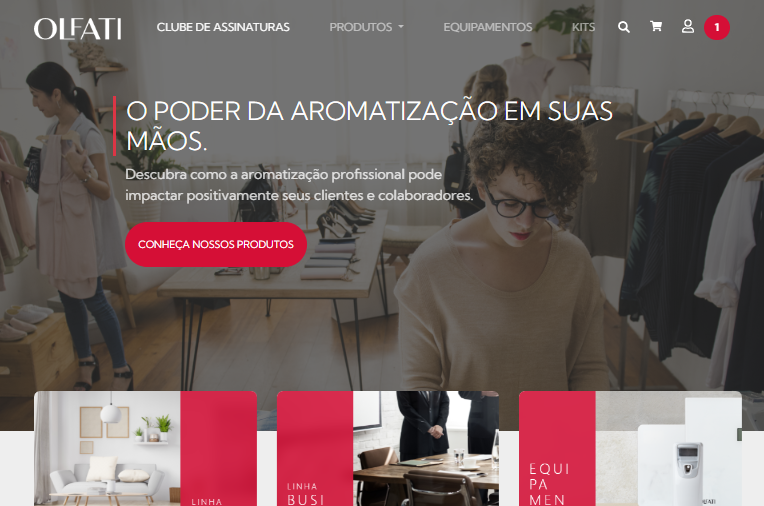 OLFATI
CLUBE DE ASSINATURAS
PRODUTOS
EQUIPAMENTOS
KITS
1
O PODER DA AROMATIZAÇÃO EM SUAS
MÃOS.
Descubra como a aromatização profissional pode
impactar positivamente seus clientes e colaboradores.
CONHEÇA NOSSOS PRODUTOS
LINHA
LINHA
BUSI
EQUI
PA
MEN
OLFATI